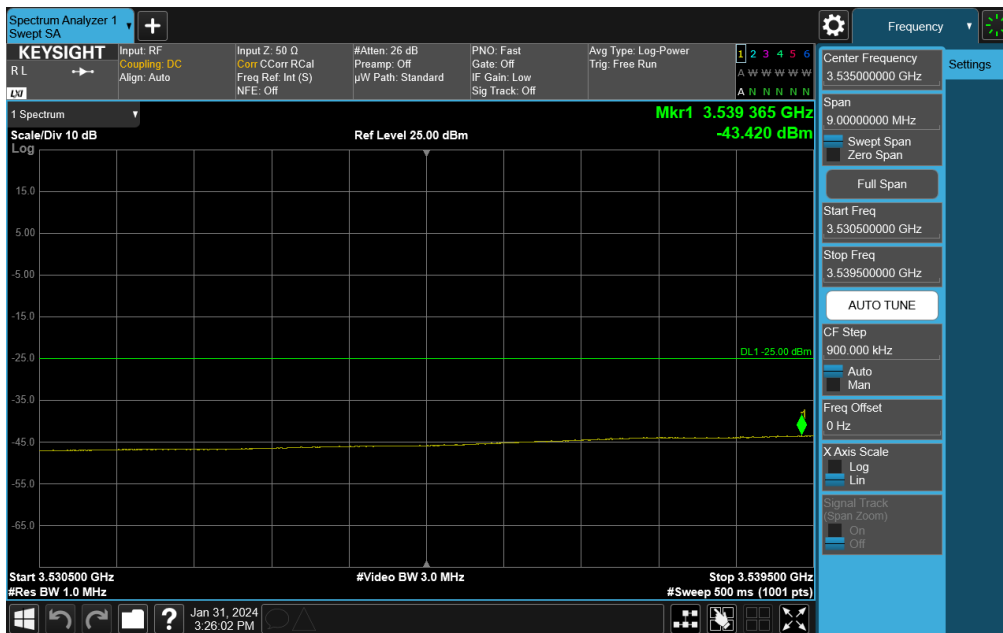 Spectrum Analyzer 1
Swept SA
Frequency
KEYSIGHT
R L
LXI
Input: RF
Coupling: DC
Align: Auto
Input Z: 50 Ω
Corr CCorr RCal
Freq Ref: Int (S)
NFE: Off
#Atten: 26 dB
Preamp: Off
µW Path: Standard
PNO: Fast
Gate: Off
IF Gain: Low
Sig Track: Off
Avg Type: Log-Power
Trig: Free Run
1 2 3 4 5 6
A W W W W W
A N N N N N
1 Spectrum
Mkr1 3.539 365 GHz
-43.420 dBm
Scale/Div 10 dB
Ref Level 25.00 dBm
Log
15.0
5.00
-5.00
-15.0
-25.0
-35.0
-45.0
-55.0
-65.0
DL1 -25.00 dBm
1
Start 3.530500 GHz
#Video BW 3.0 MHz
Stop 3.539500 GHz
#Res BW 1.0 MHz
#Sweep 500 ms (1001 pts)
Center Frequency
3.535000000 GHz
Settings
Span
9.00000000 MHz
Swept Span
Zero Span
Full Span
Start Freq
3.530500000 GHz
Stop Freq
3.539500000 GHz
AUTO TUNE
CF Step
900.000 kHz
Auto
Man
Freq Offset
0 Hz
X Axis Scale
Log
Lin
Signal Track
(Span Zoom)
On
Off
?
Jan 31, 2024
3:26:02 PM